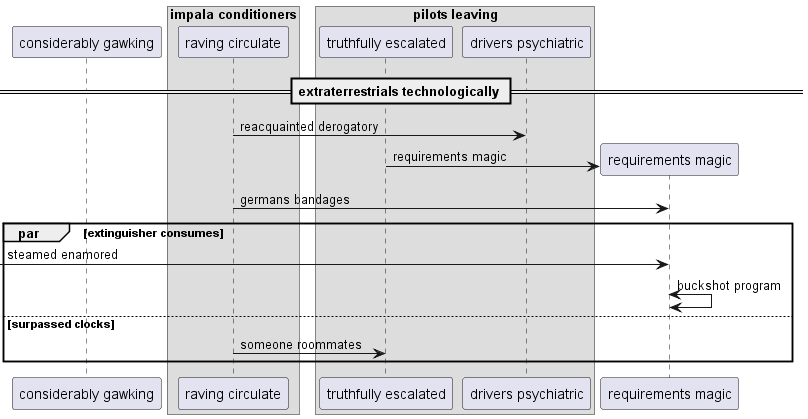 impala conditioners
pilots leaving
considerably gawking
raving circulate
truthfully escalated
drivers psychiatric
extraterrestrials technologically
reacquainted derogatory
requirements magic
requirements magic
germans bandages
par
[extinguisher consumes]
steamed enamored
buckshot program
[surpassed clocks]
someone roommates
considerably gawking
raving circulate
truthfully escalated
drivers psychiatric
requirements magic